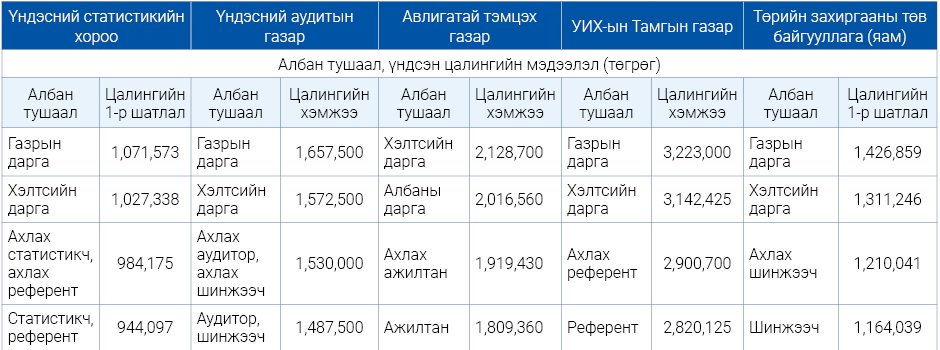 Үндэсний статистикийн хороо
Үндэсний аудитын газар
Авлигатай тэмцэх газар
УИХ-ын Тамгын газар
Төрийн захиргааны төв байгууллага (яам)
Албан тушаал, үндсэн цалингийн мэдээлэл (төгрөг)
Албан тушаал
Цалингийн 1-р шатлал
Албан тушаал
Цалингийн хэмжээ
Албан тушаал
Цалингийн хэмжээ
Албан тушаал
Цалингийн хэмжээ
Албан тушаал
Цалингийн 1-р шатлал
Газрын дарга
1,071,573
Газрын дарга
1,657,500
Хэлтсийн дарга
2,128,700
Газрын дарга
3,223,000
Газрын дарга
1,426,859
Хэлтсийн дарга
1,027,338
Хэлтсийн дарга
1,572,500
Албаны дарга
2,016,560
Хэлтсийн дарга
3,142,425
Хэлтсийн дарга
1,311,246
Ахлах статистикч, ахлах референт
984,175
Ахлах аудитор, ахлах шинжээч
1,530,000
Ахлах ажилтан
1,919,430
Ахлах референт
2,900,700
Ахлах шинжээч
1,210,041
Статистикч, референт
944,097
Аудитор, шинжээч
1,487,500
Ажилтан
1,809,360
Референт
2,820,125
Шинжээч
1,164,039